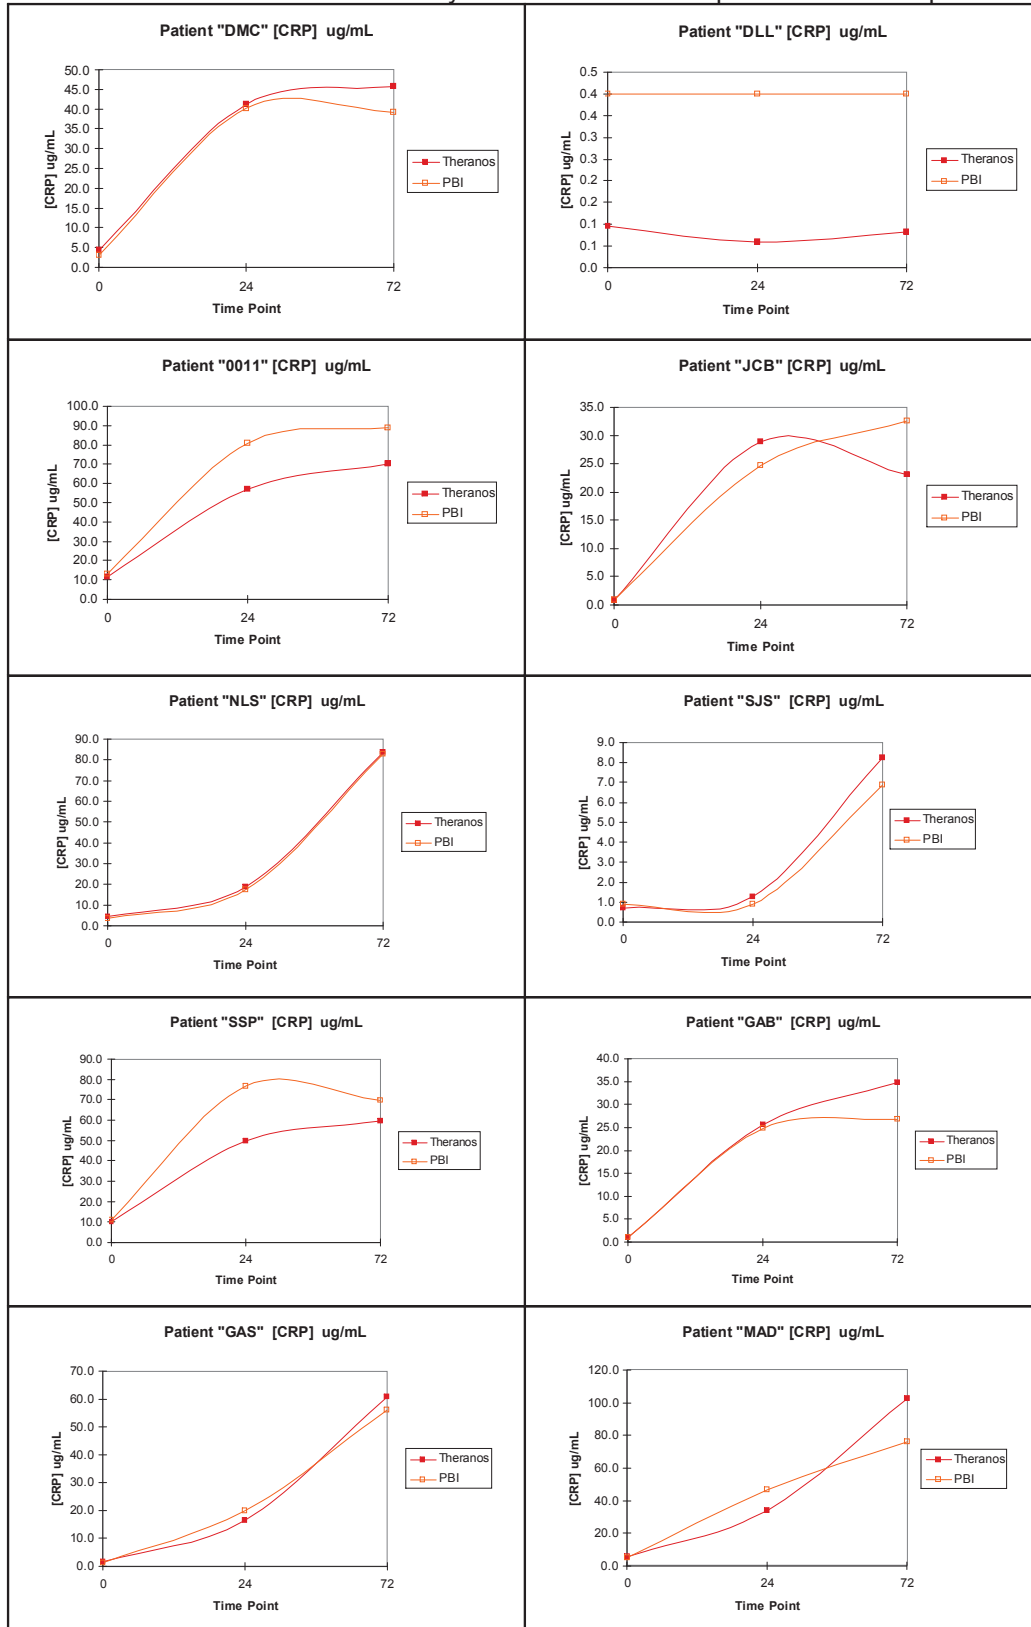 Patient "DMC" [CRP]  ug/mL
50.0
45.0
40.0
35.0
30.0
25.0
20.0
15.0
10.0
5.0
0.0
[CRP] ug/mL
0
24
72
Time Point
Theranos
PBI
Patient "DLL" [CRP] ug/mL
0.5
0.4
0.4
0.3
0.3
0.2
0.2
0.1
0.1
0.0
[CRP] ug/mL
0
24
72
Time Point
Theranos
PBI
Patient "0011" [CRP]  ug/mL
100.0
90.0
80.0
70.0
60.0
50.0
40.0
30.0
20.0
10.0
0.0
[CRP] ug/mL
0
24
72
Time Point
Theranos
PBI
Patient "JCB" [CRP] ug/mL
35.0
30.0
25.0
20.0
15.0
10.0
5.0
0.0
[CRP] ug/mL
0
24
72
Time Point
Theranos
PBI
Patient "NLS" [CRP]  ug/mL
90.0
80.0
70.0
60.0
50.0
40.0
30.0
20.0
10.0
0.0
[CRP] ug/mL
0
24
72
Time Point
Theranos
PBI
Patient "SJS"  [CRP] ug/mL
9.0
8.0
7.0
6.0
5.0
4.0
3.0
2.0
1.0
0.0
[CRP] ug/mL
0
24
72
Time Point
Theranos
PBI
Patient "SSP"  [CRP]  ug/mL
90.0
80.0
70.0
60.0
50.0
40.0
30.0
20.0
10.0
0.0
[CRP] ug/mL
0
24
72
Time Point
Theranos
PBI
Patient "GAB" [CRP]  ug/mL
40.0
35.0
30.0
25.0
20.0
15.0
10.0
5.0
0.0
[CRP] ug/mL
0
24
72
Time Point
Theranos
PBI
Patient "GAS"  [CRP]  ug/mL
70.0
60.0
50.0
40.0
30.0
20.0
10.0
0.0
[CRP] ug/mL
0
24
72
Time Point
Theranos
PBI
Patient "MAD" [CRP]  ug/mL
120.0
100.0
80.0
60.0
40.0
20.0
0.0
[CRP] ug/mL
0
24
72
Time Point
Theranos
PBI